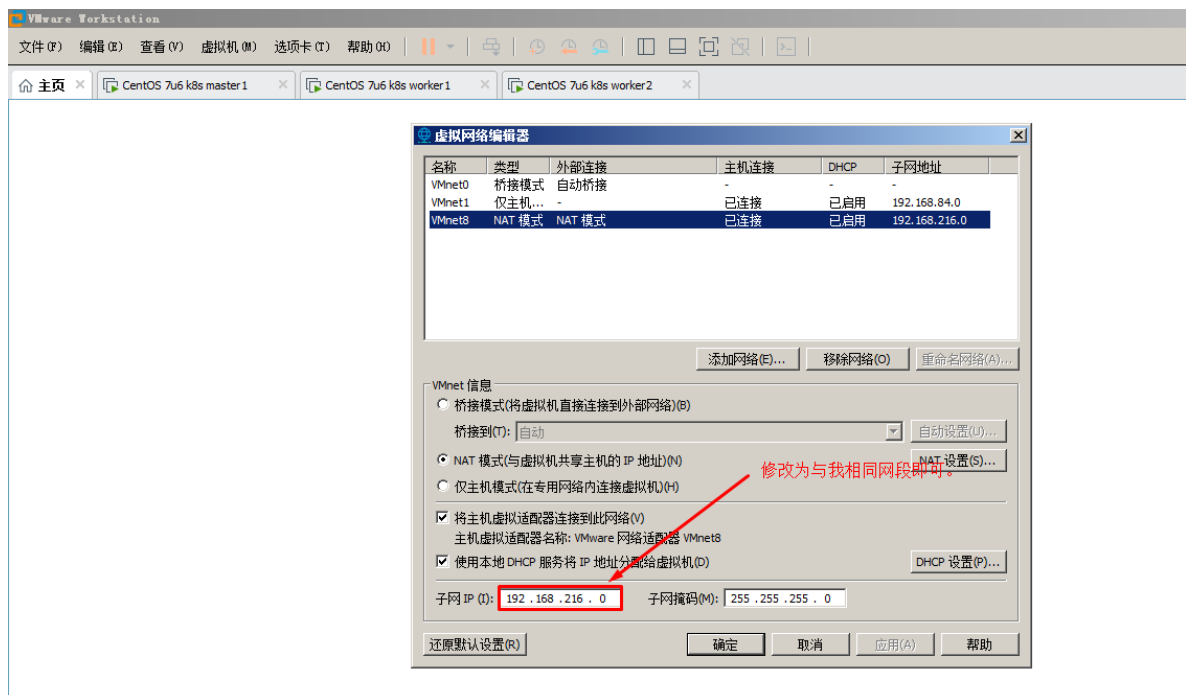 VMware Workstation
文件(F) 编辑(E) 查看(V) 虚拟机(M) 选项卡(T) 帮助(H)
主页 CentOS 7u6 k8s master1 CentOS 7u6 k8s worker1 CentOS 7u6 k8s worker2
虚拟网络编辑器
名称 类型 外部连接 主机连接 DHCP 子网地址
VMnet0 桥接模式 自动桥接 - - -
VMnet1 仅主机... - 已连接 已启用 192.168.84.0
VMnet8 NAT 模式 NAT 模式 已连接 已启用 192.168.216.0
添加网络(E)... 移除网络(O) 重命名网络(A)...
VMnet 信息
桥接模式(将虚拟机直接连接到外部网络)(B)
桥接到(T): 自动 自动设置(U)...
NAT 模式(与虚拟机共享主机的 IP 地址)(N) NAT 设置(S)...
修改为与我相同网段即可。
仅主机模式(在专用网络内连接虚拟机)(H)
将主机虚拟适配器连接到此网络(V)
主机虚拟适配器名称: VMware 网络适配器 VMnet8
使用本地 DHCP 服务将 IP 地址分配给虚拟机(D) DHCP 设置(P)...
子网 IP (I): 192 .168 .216 . 0 子网掩码(M): 255 .255 .255 . 0
还原默认设置(R) 确定 取消 应用(A) 帮助